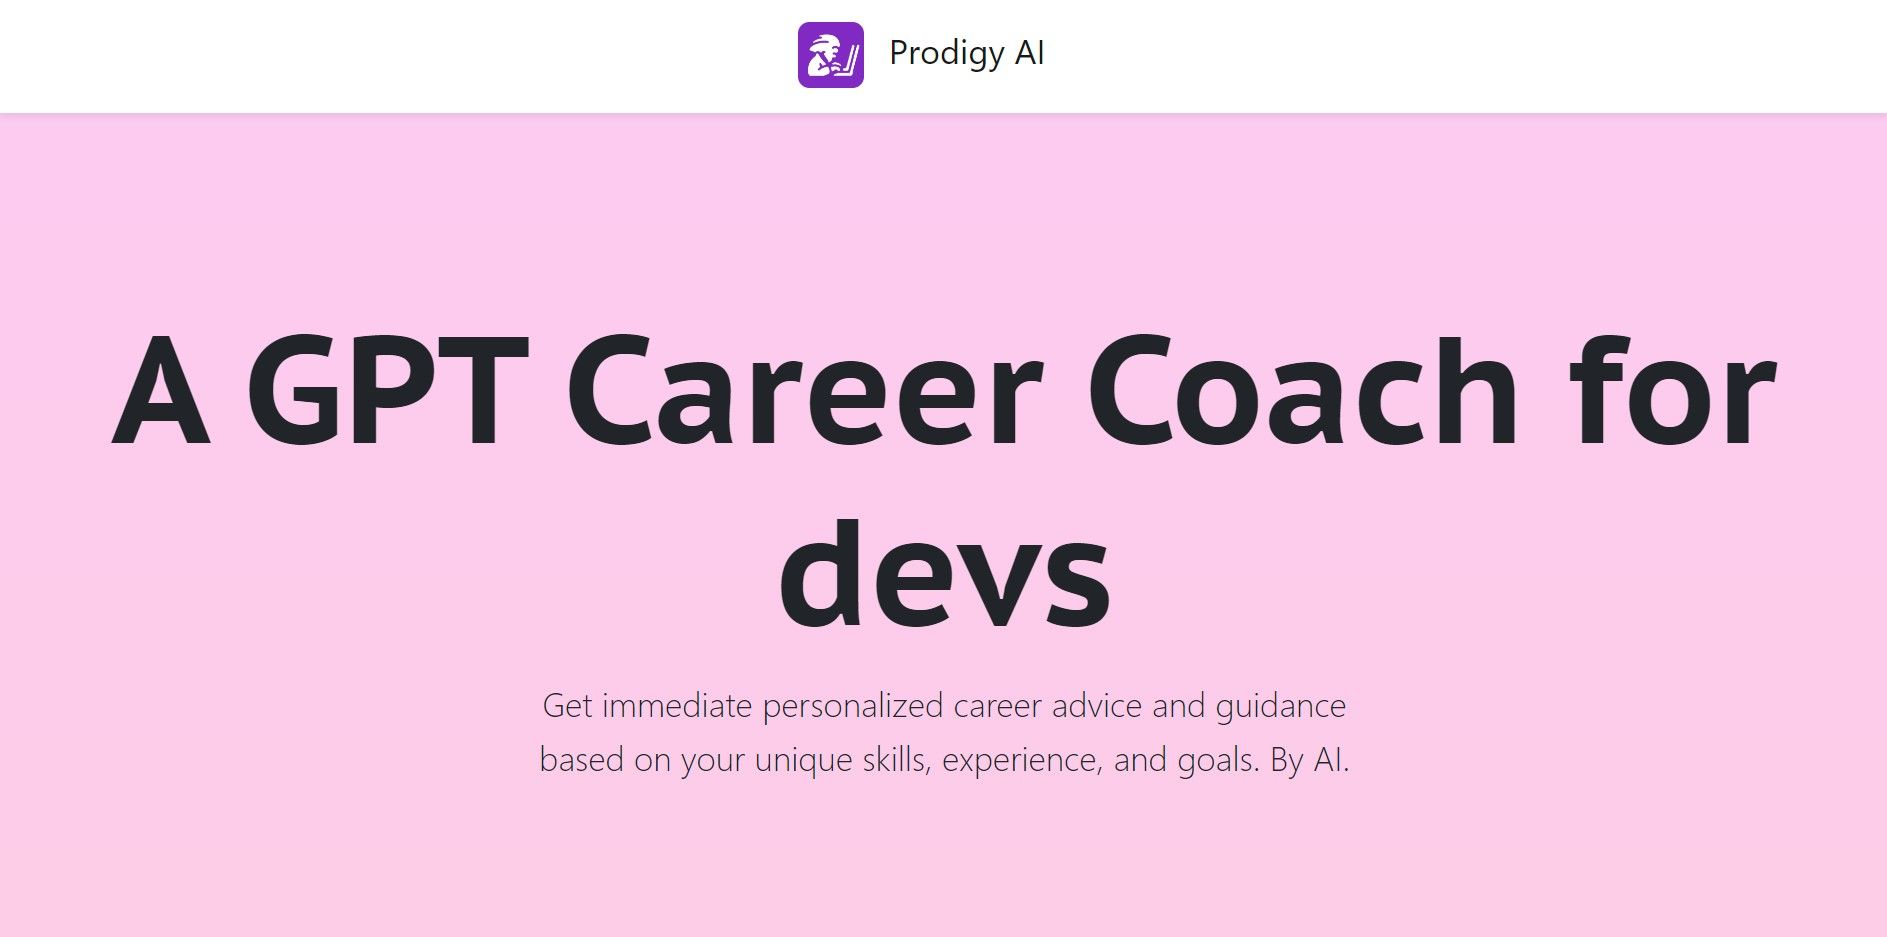 Prodigy AI
A GPT Career Coach for
devs
Get immediate personalized career advice and guidance
based on your unique skills, experience, and goals. By AI.